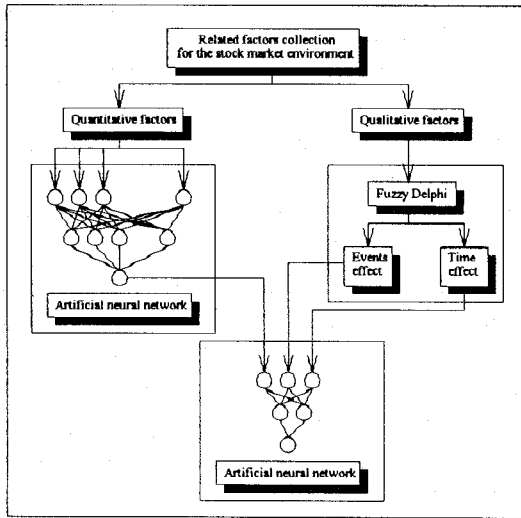 Related factors collection
for the stock market environment
Quantitative factors
Qualitative factors
Fuzzy Delphi
Events
effect
Time
effect
Artificial neural network
Artificial neural network